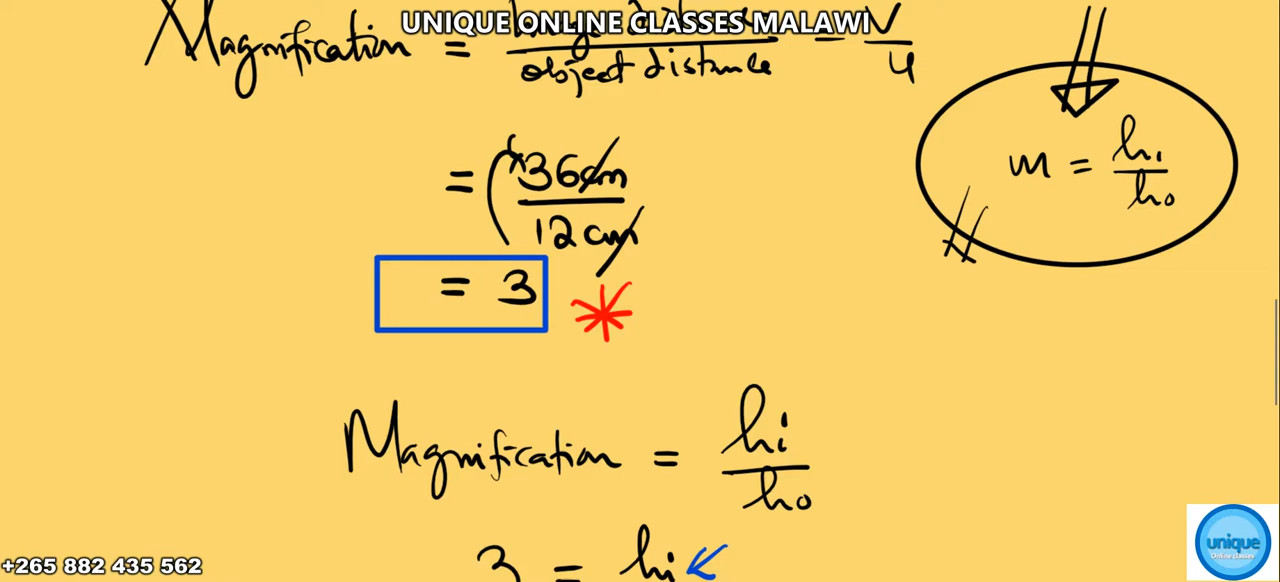 UNIQUE ONLINE CLASSES MALAWI
Magnification = object distance = V/u
m = hi/ho
= 36cm/12cm
= 3
Magnification = hi/ho
3 = hi
unique
Online classes
+265 882 435 562